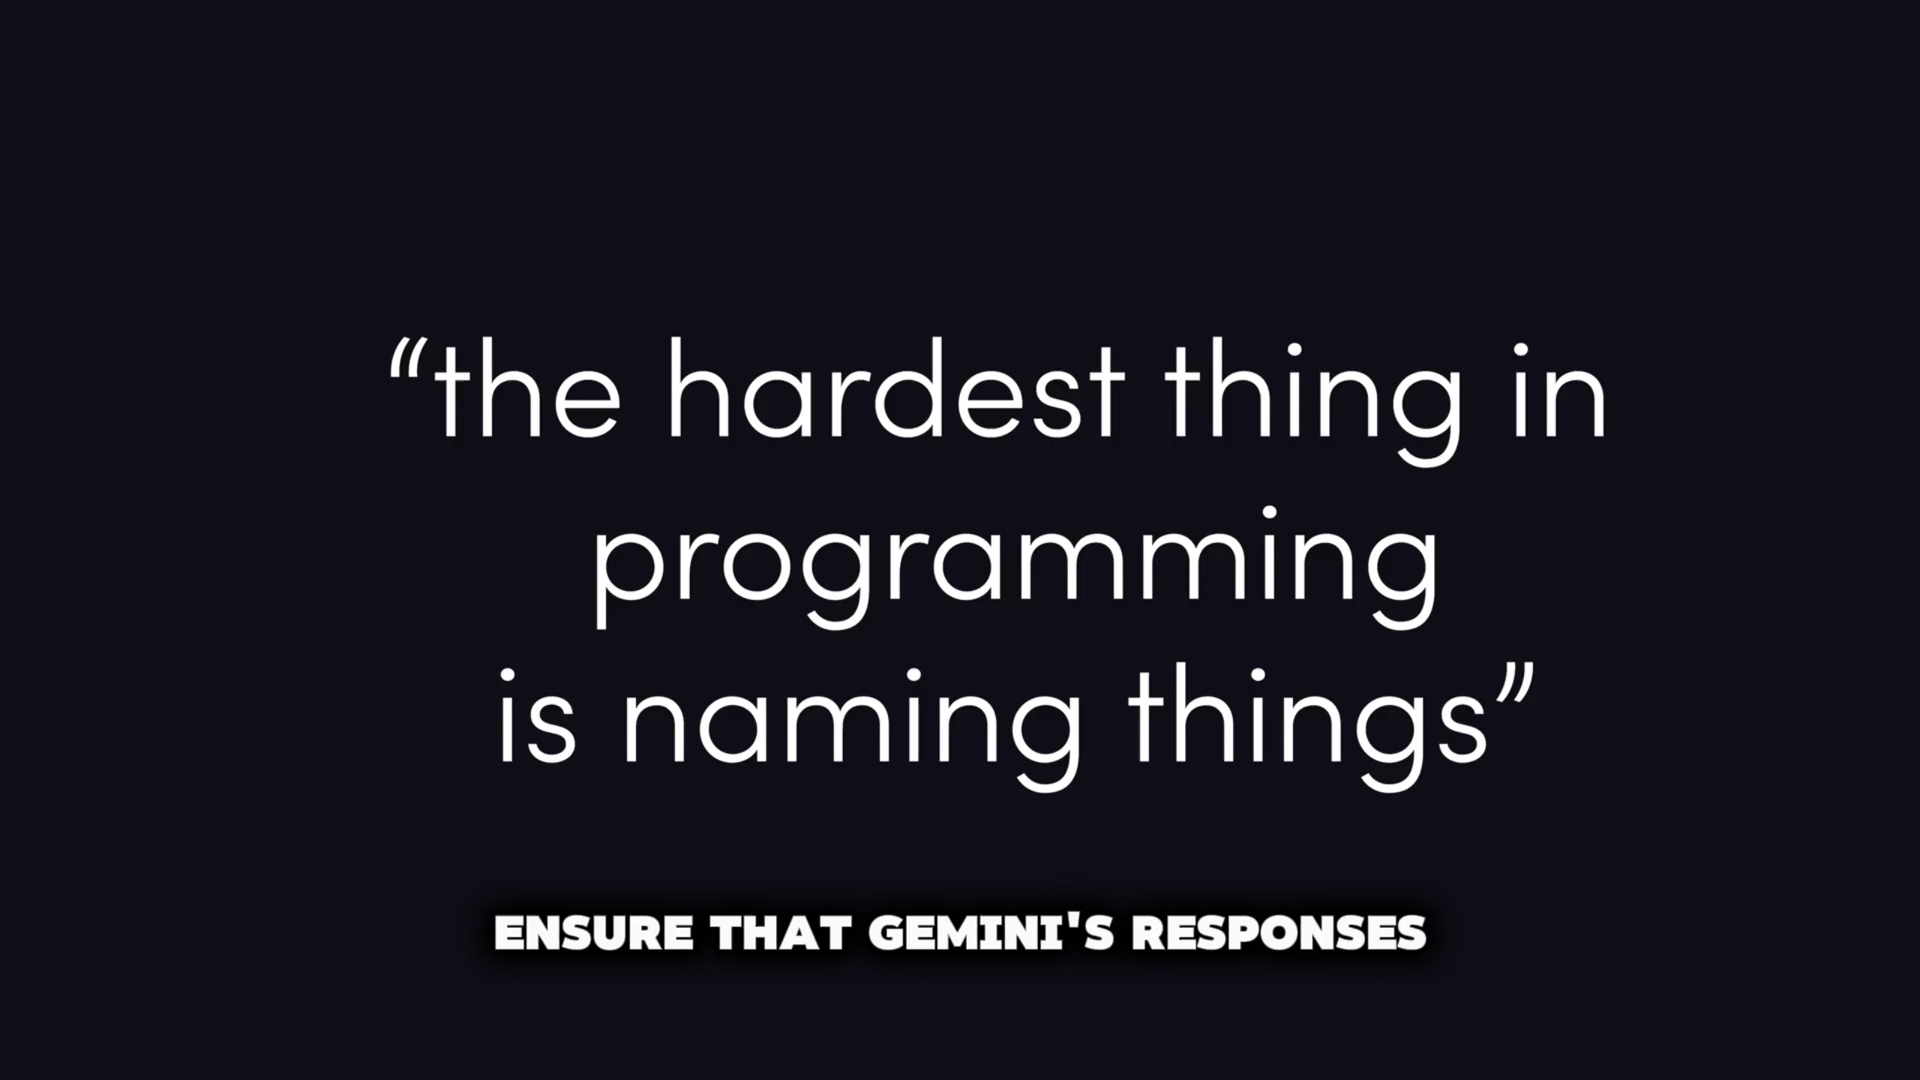 “the hardest thing in
programming
is naming things”
ENSURE THAT GEMINI'S RESPONSES